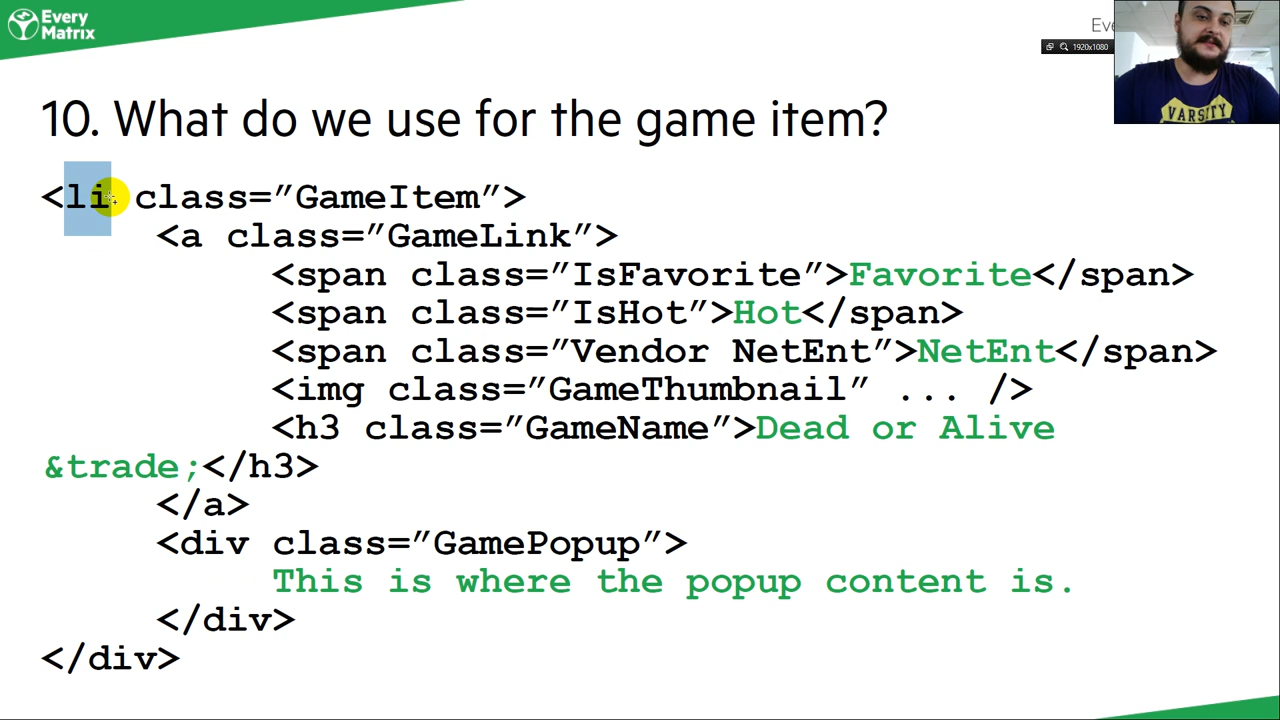 Every
Matrix
Eve
1920x1080
VARSITY
10. What do we use for the game item?
<li class=”GameItem”>
<a class=”GameLink”>
<span class=”IsFavorite”>Favorite</span>
<span class=”IsHot”>Hot</span>
<span class=”Vendor NetEnt”>NetEnt</span>
<img class=”GameThumbnail” ... />
<h3 class=”GameName”>Dead or Alive
&trade;</h3>
</a>
<div class=”GamePopup”>
This is where the popup content is.
</div>
</div>